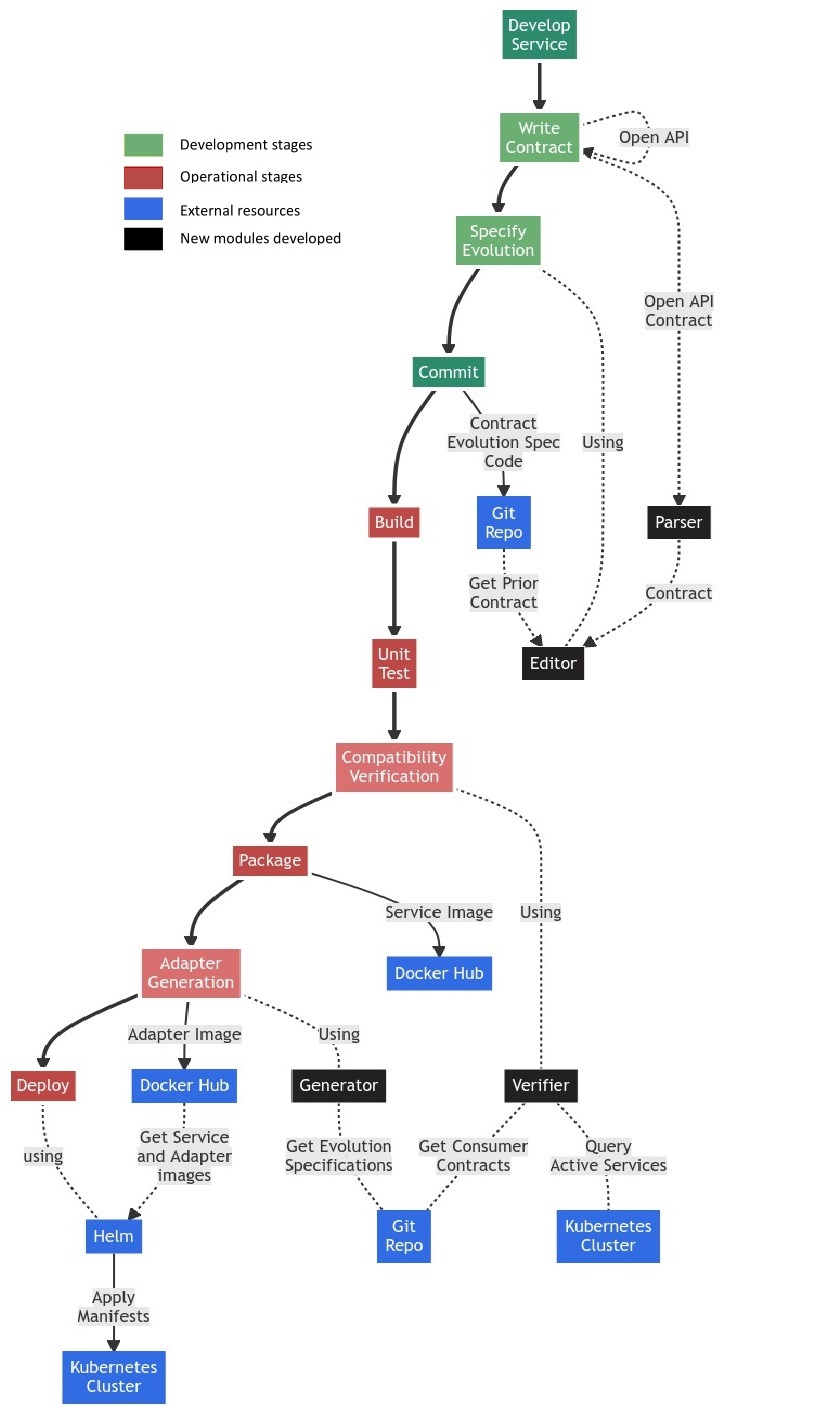 Develop
Service
Write
Contract
Open API
Development stages
Operational stages
External resources
New modules developed
Specify
Evolution
Open API
Contract
Commit
Contract
Evolution Spec
Code
Using
Build
Git
Repo
Parser
Get Prior
Contract
Contract
Unit
Test
Editor
Compatibility
Verification
Package
Service Image
Using
Adapter
Generation
Docker Hub
Adapter Image
Using
Deploy
Docker Hub
Generator
Verifier
using
Get Service
and Adapter
images
Get Evolution
Specifications
Get Consumer
Contracts
Query
Active Services
Helm
Git
Repo
Kubernetes
Cluster
Apply
Manifests
Kubernetes
Cluster